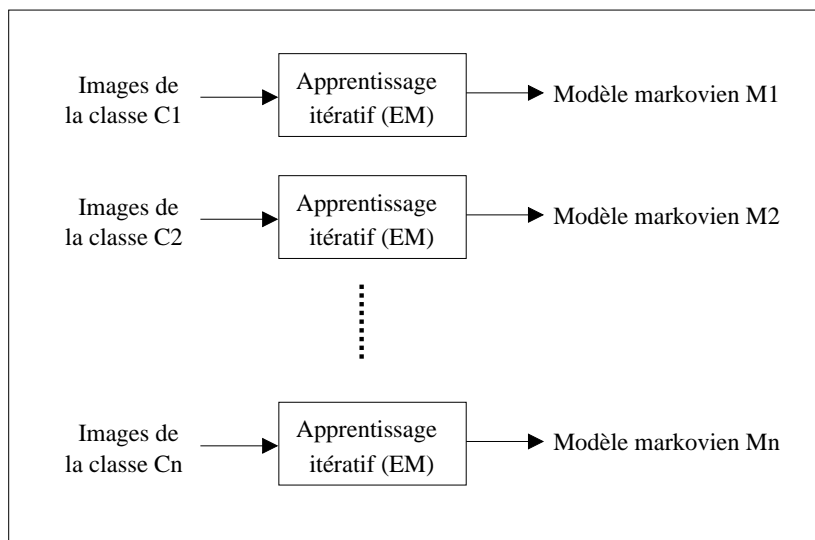 Images de
la classe C1
Apprentissage
itératif (EM)
Modèle markovien M1
Images de
la classe C2
Apprentissage
itératif (EM)
Modèle markovien M2
Images de
la classe Cn
Apprentissage
itératif (EM)
Modèle markovien Mn